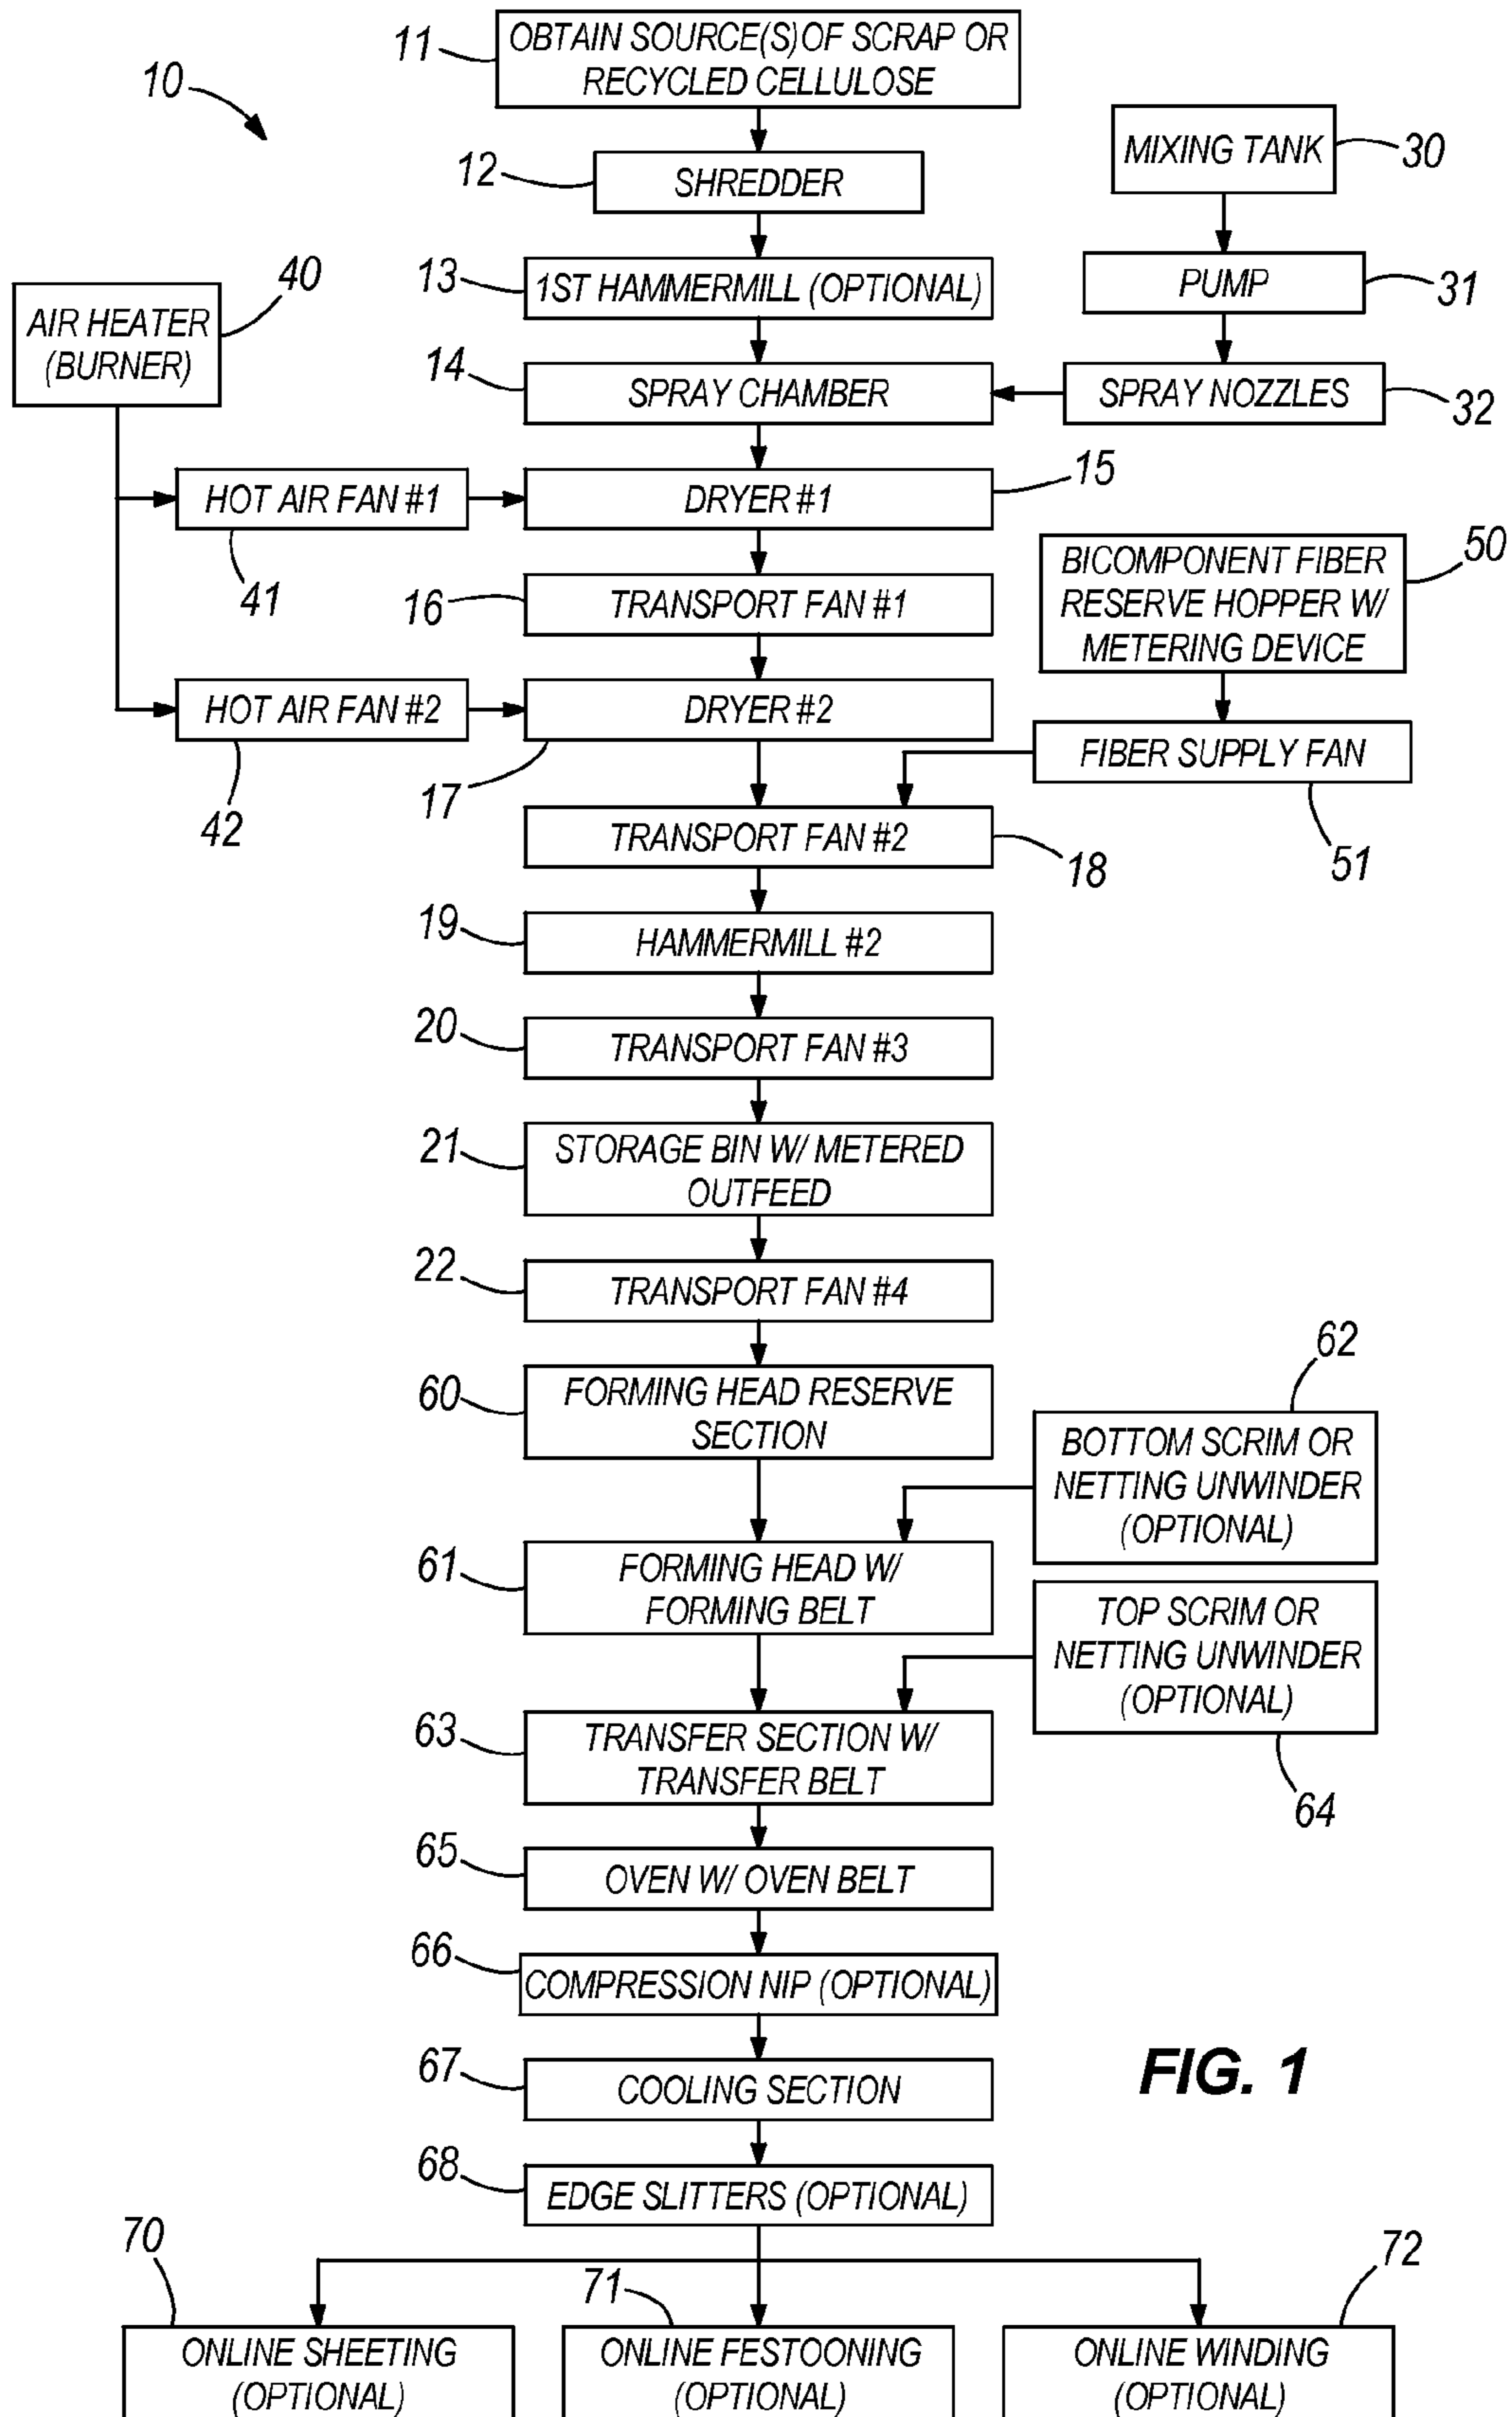 10
11
OBTAIN SOURCE(S)OF SCRAP OR
RECYCLED CELLULOSE
12
SHREDDER
MIXING TANK
30
13
1ST HAMMERMILL (OPTIONAL)
PUMP
31
40
AIR HEATER
(BURNER)
14
SPRAY CHAMBER
SPRAY NOZZLES
32
HOT AIR FAN #1
41
DRYER #1
15
16
TRANSPORT FAN #1
BICOMPONENT FIBER
RESERVE HOPPER W/
METERING DEVICE
50
HOT AIR FAN #2
42
DRYER #2
17
FIBER SUPPLY FAN
51
TRANSPORT FAN #2
18
19
HAMMERMILL #2
20
TRANSPORT FAN #3
21
STORAGE BIN W/ METERED
OUTFEED
22
TRANSPORT FAN #4
60
FORMING HEAD RESERVE
SECTION
62
BOTTOM SCRIM OR
NETTING UNWINDER
(OPTIONAL)
61
FORMING HEAD W/
FORMING BELT
TOP SCRIM OR
NETTING UNWINDER
(OPTIONAL)
64
63
TRANSFER SECTION W/
TRANSFER BELT
65
OVEN W/ OVEN BELT
66
COMPRESSION NIP (OPTIONAL)
67
COOLING SECTION
FIG. 1
68
EDGE SLITTERS (OPTIONAL)
70
ONLINE SHEETING
(OPTIONAL)
71
ONLINE FESTOONING
(OPTIONAL)
72
ONLINE WINDING
(OPTIONAL)